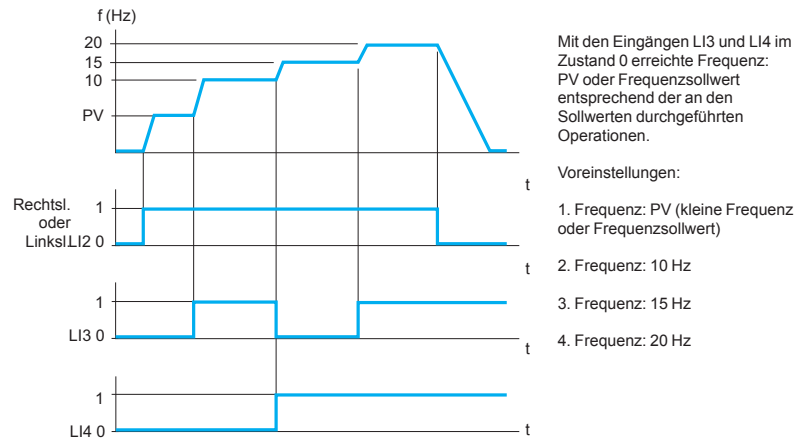 f (Hz)
20
15
10
PV
t
Rechtsl.
oder
Linksl.LI2 0
1
t
1
LI3 0
t
1
LI4 0
t
Mit den Eingängen LI3 und LI4 im
Zustand 0 erreichte Frequenz:
PV oder Frequenzsollwert
entsprechend der an den
Sollwerten durchgeführten
Operationen.
Voreinstellungen:
1. Frequenz: PV (kleine Frequenz
oder Frequenzsollwert)
2. Frequenz: 10 Hz
3. Frequenz: 15 Hz
4. Frequenz: 20 Hz